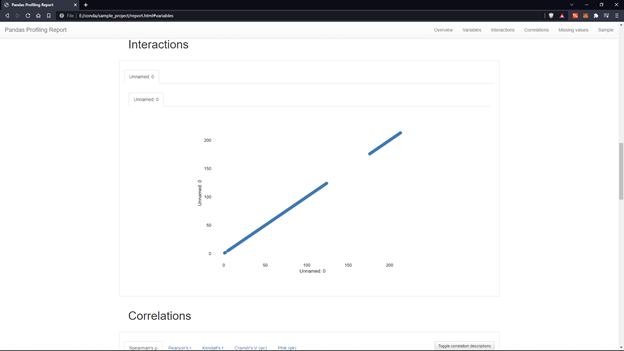 Pandas Profiling Report
File E:/conda/sample_project/report.html#variables
Pandas Profiling Report
Overview Variables Interactions Correlations Missing values Sample
Interactions
Unnamed: 0
Unnamed: 0
200
150
100
50
0
Unnamed: 0
0 50 100 150 200
Unnamed: 0
Correlations
Spearman's ρ Pearson's r Kendall's τ Cramér's V (φc) Phik (φk)
Toggle correlation descriptions